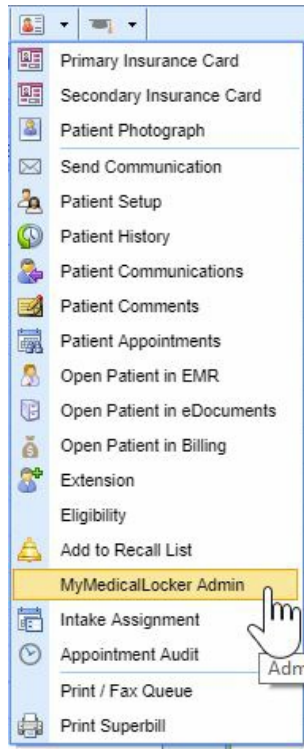 Primary Insurance Card
Secondary Insurance Card
Patient Photograph
Send Communication
Patient Setup
Patient History
Patient Communications
Patient Comments
Patient Appointments
Open Patient in EMR
Open Patient in eDocuments
Open Patient in Billing
Extension
Eligibility
Add to Recall List
MyMedicalLocker Admin
Intake Assignment
Appointment Audit
Adm
Print / Fax Queue
Print Superbill